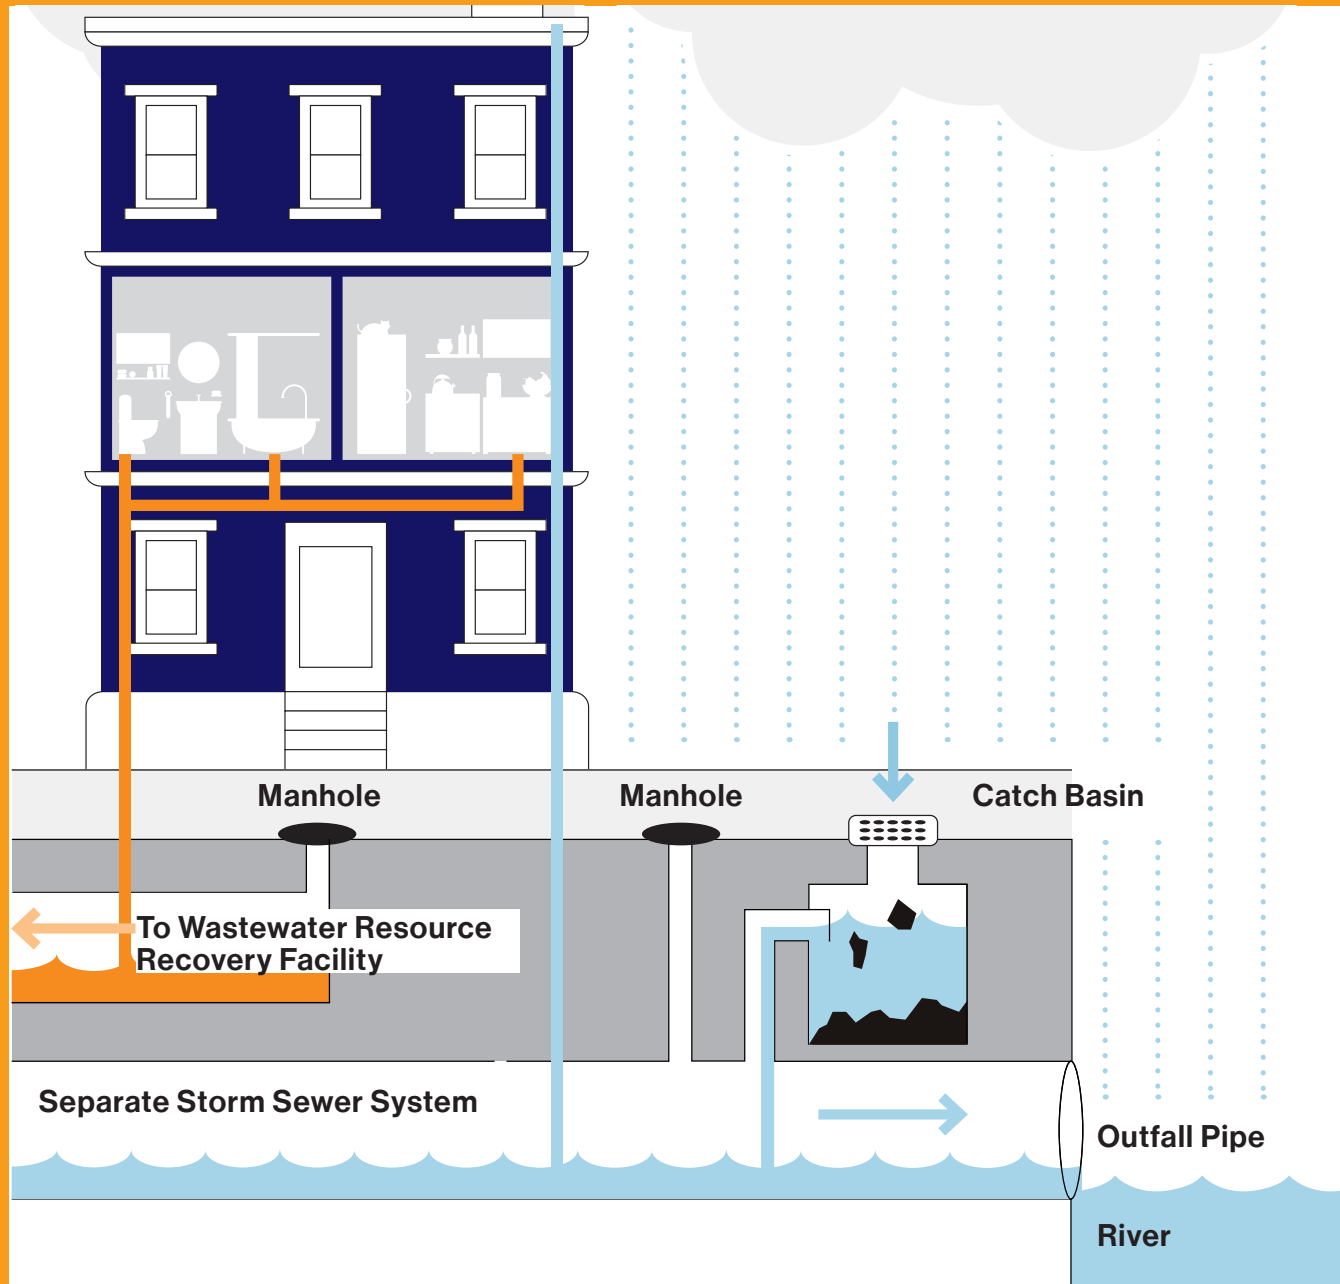 Manhole
Manhole
Catch Basin
To Wastewater Resource
Recovery Facility
Separate Storm Sewer System
Outfall Pipe
River